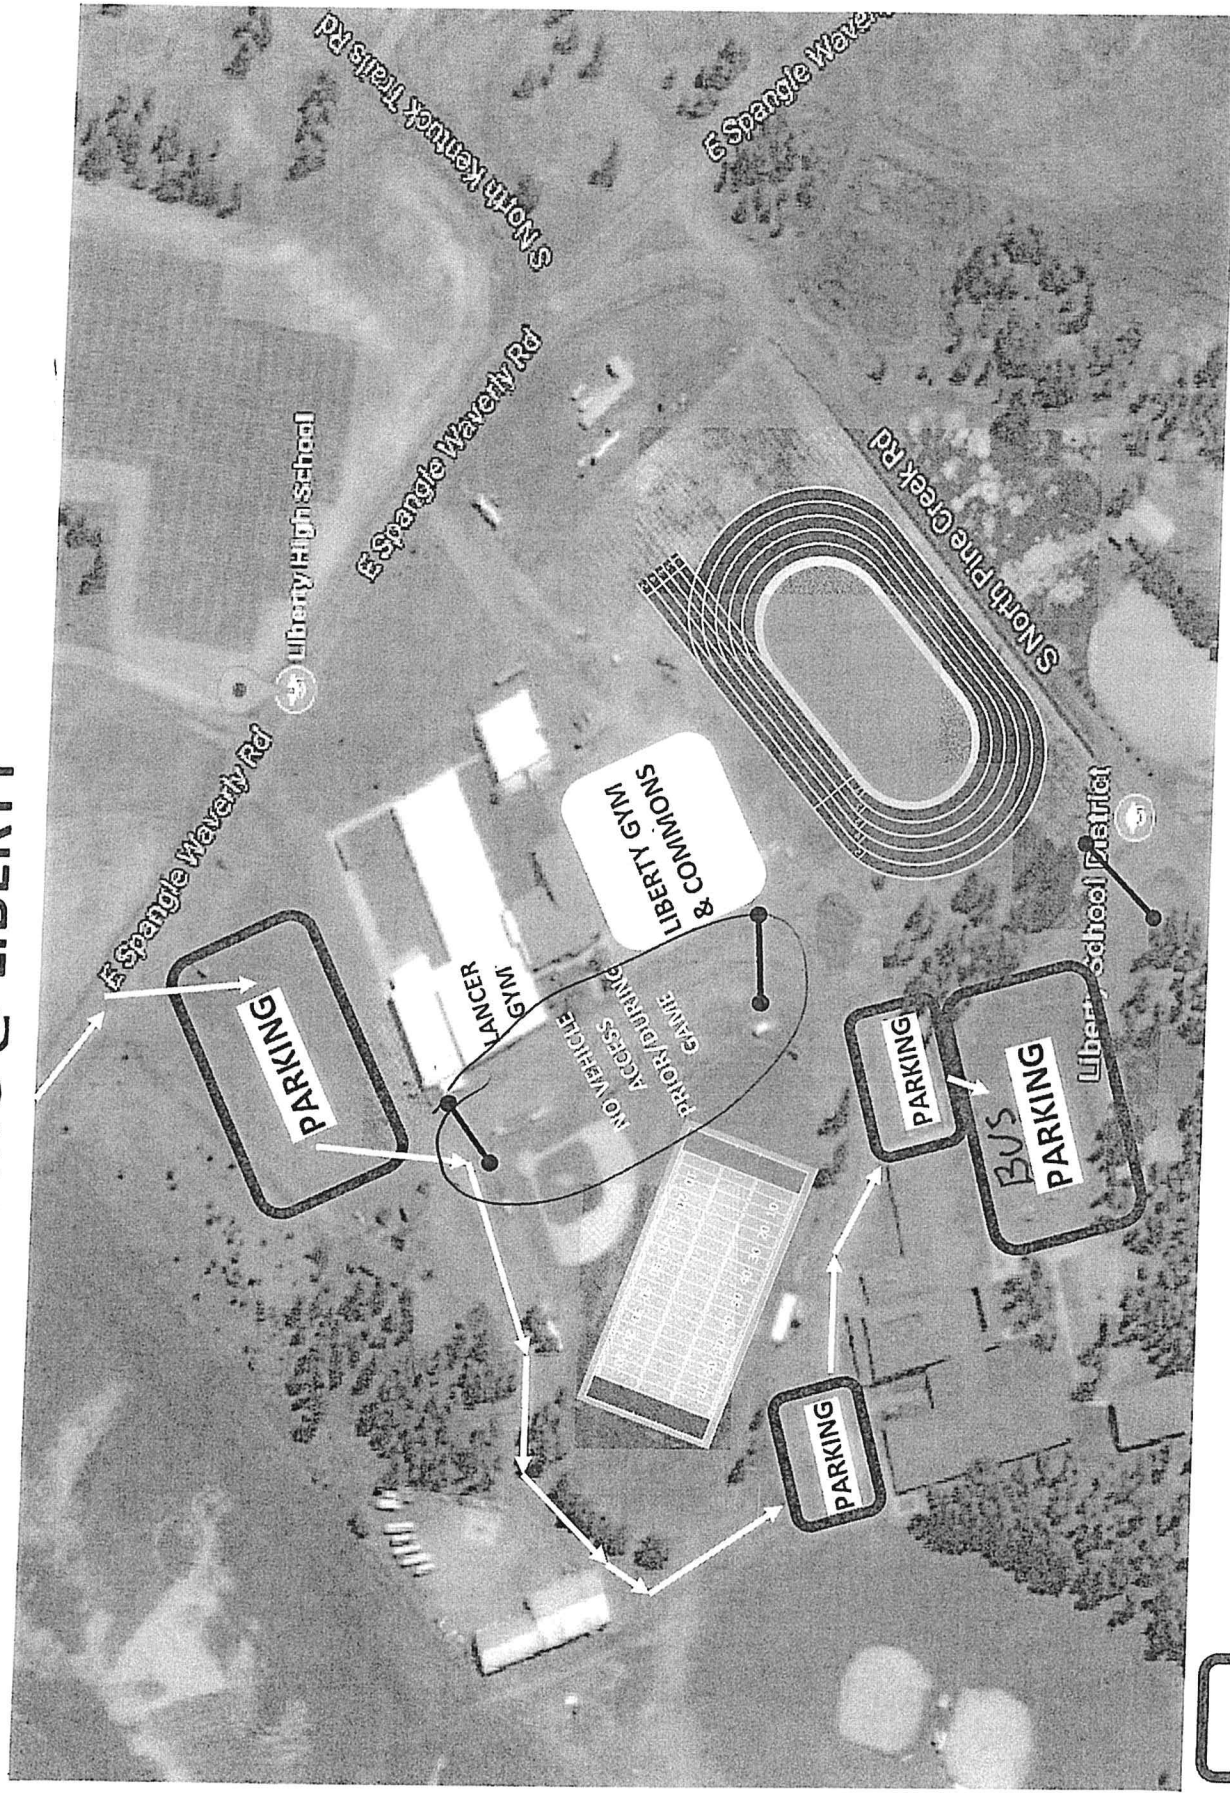 LIBERTY
S North Kentuck Trails Rd
E Spangle Waverly
E Spangle Waverly Rd
Liberty High School
E Spangle Waverly Rd
S North Pine Creek Rd
PARKING
LANCER
GYM
LIBERTY GYM
& COMMONS
NO VEHICLE
ACCESS
PRIOR/DURING
GAME
Liberty School District
PARKING
BUS
PARKING
PARKING